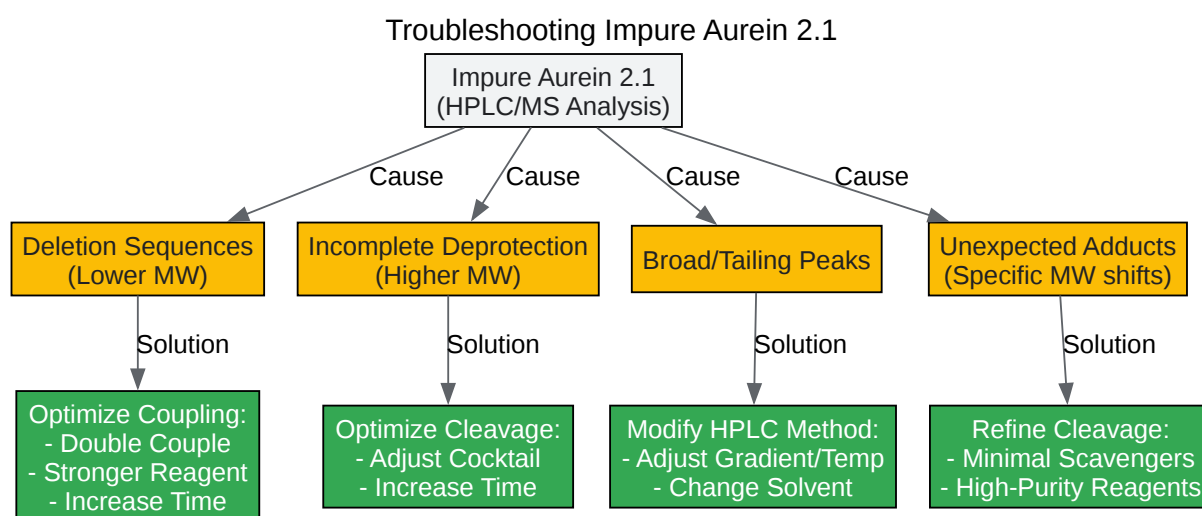 Troubleshooting Impure Aurein 2.1
Impure Aurein 2.1
(HPLC/MS Analysis)
Cause
Cause
Cause
Cause
Deletion Sequences
(Lower MW)
Incomplete Deprotection
(Higher MW)
Broad/Tailing Peaks
Unexpected Adducts
(Specific MW shifts)
Solution
Solution
Solution
Solution
Optimize Coupling:
- Double Couple
- Stronger Reagent
- Increase Time
Optimize Cleavage:
- Adjust Cocktail
- Increase Time
Modify HPLC Method:
- Adjust Gradient/Temp
- Change Solvent
Refine Cleavage:
- Minimal Scavengers
- High-Purity Reagents